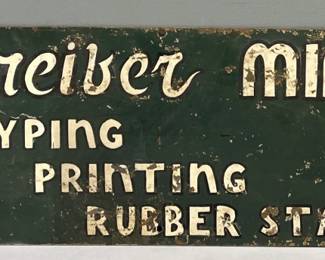 reiber MI
YPING
PRINTING
RUBBER STA